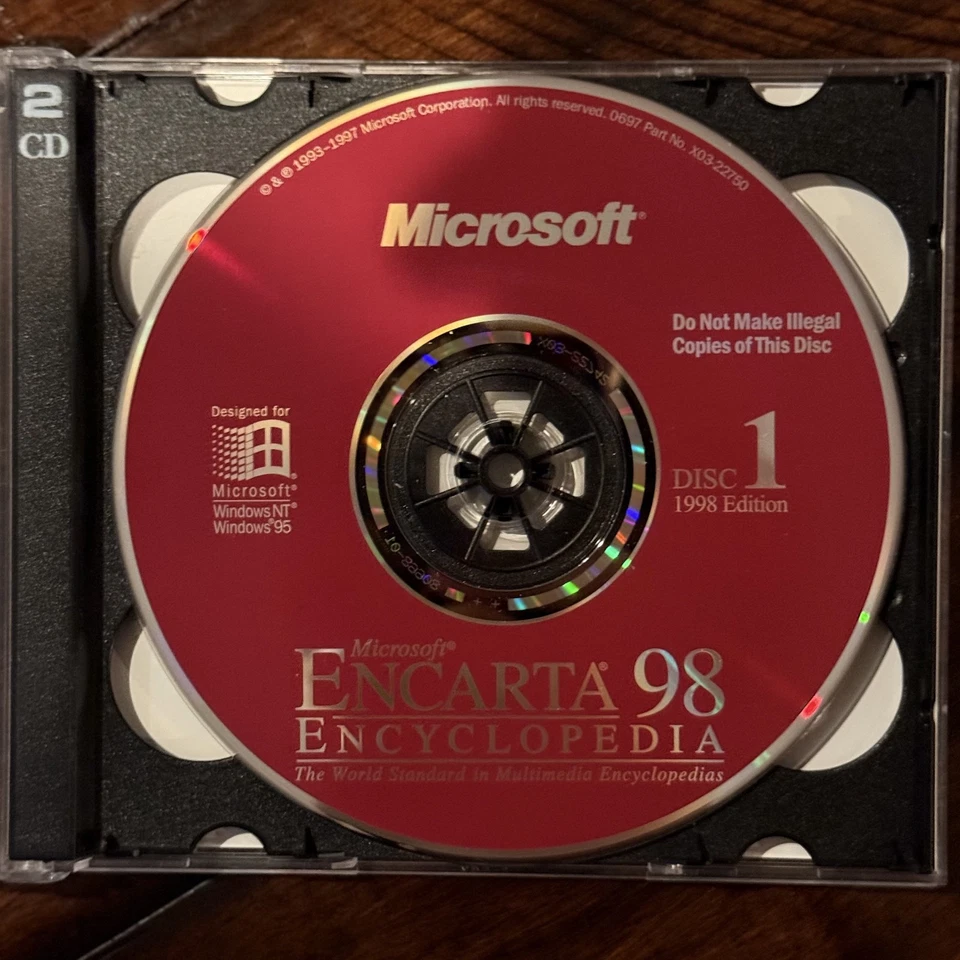 2
CD
© & ℗ 1993-1997 Microsoft Corporation. All rights reserved. 0697 Part No. X03-22750
Microsoft®
Do Not Make Illegal
Copies of This Disc
Designed for
Microsoft®
Windows NT®
Windows®95
DISC 1
1998 Edition
Microsoft®
ENCARTA® 98
ENCYCLOPEDIA
The World Standard in Multimedia Encyclopedias